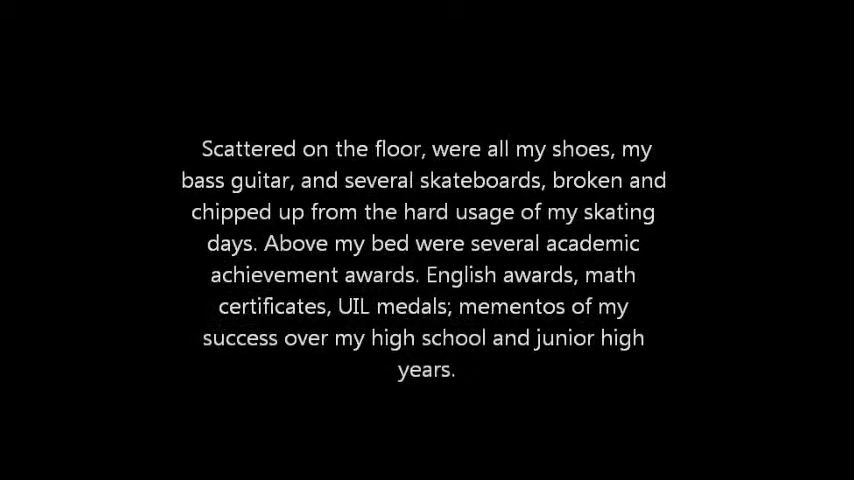 Scattered on the floor, were all my shoes, my
bass guitar, and several skateboards, broken and
chipped up from the hard usage of my skating
days. Above my bed were several academic
achievement awards. English awards, math
certificates, UIL medals; mementos of my
success over my high school and junior high
years.